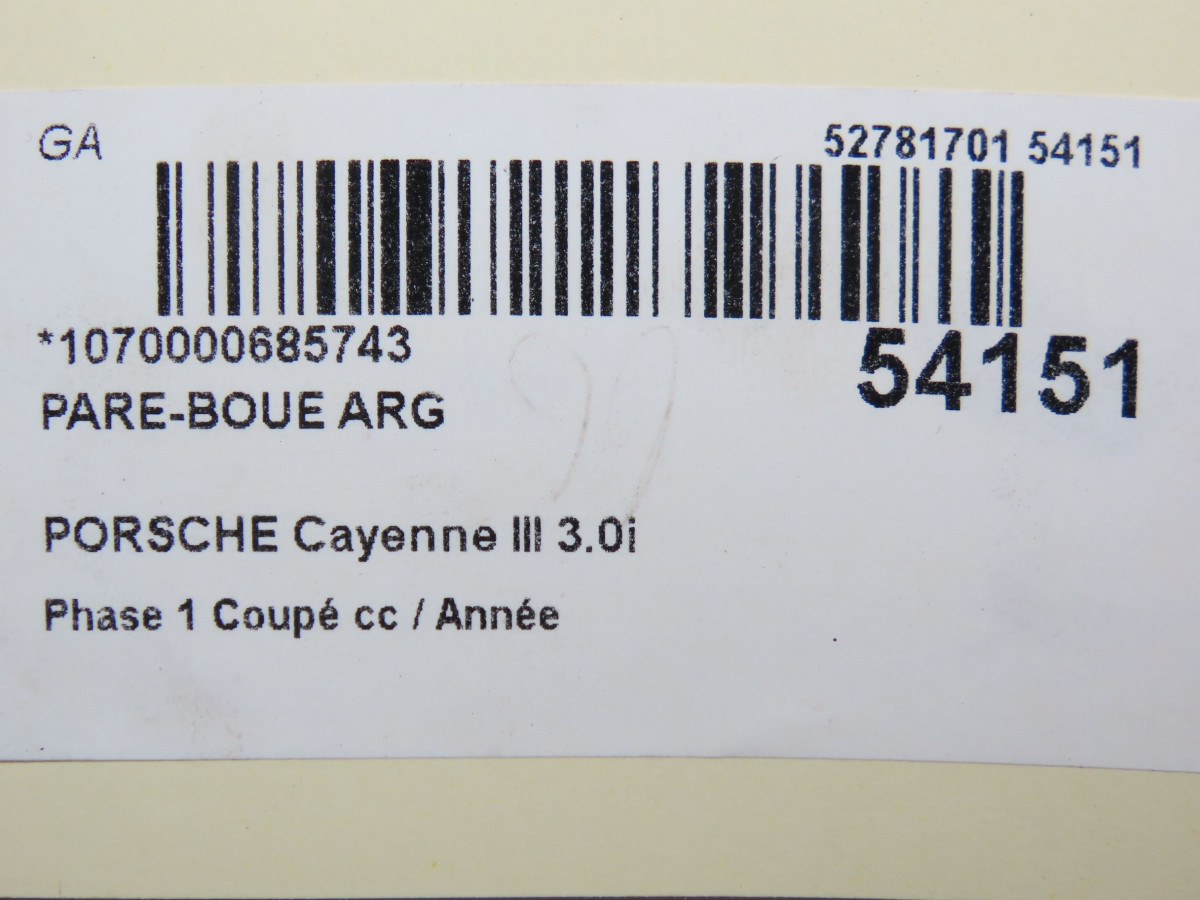 GA
52781701 54151
*1070000685743
54151
PARE-BOUE ARG
PORSCHE Cayenne III 3.0i
Phase 1 Coupé cc / Année